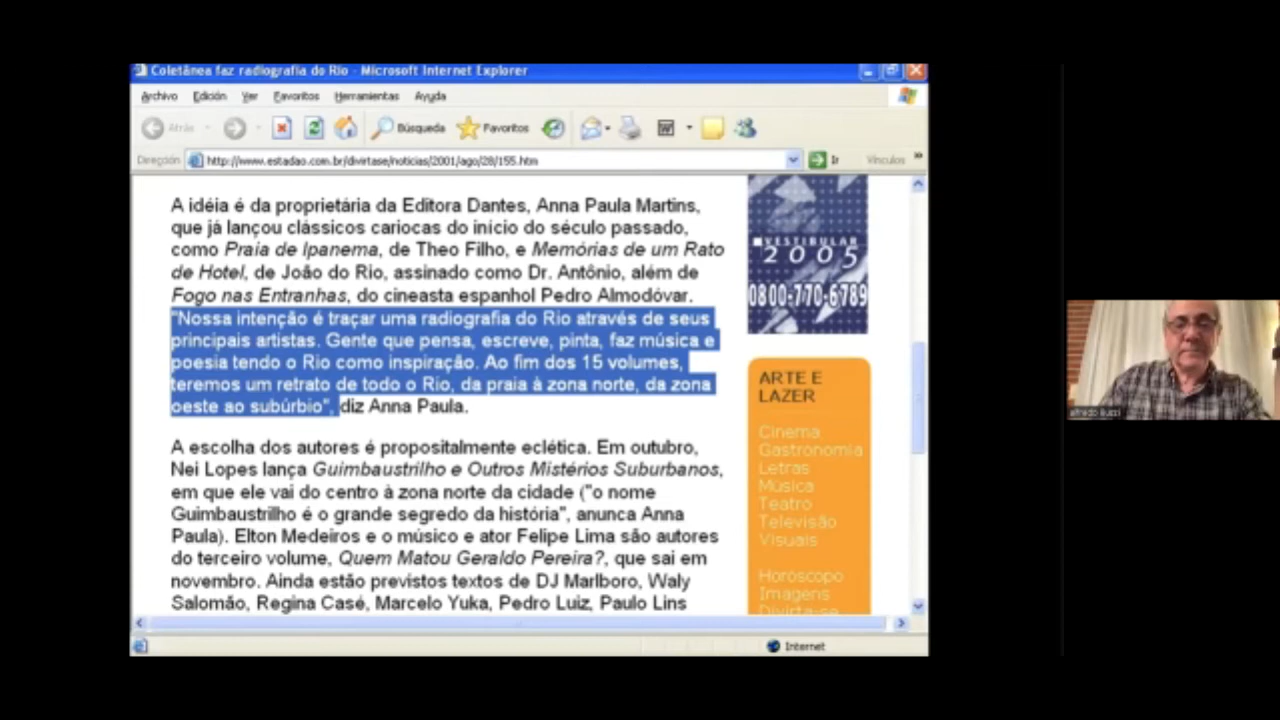 Coletânea faz radiografia do Rio - Microsoft Internet Explorer
Archivo Edición Ver Favoritos Herramientas Ayuda
Atrás Búsqueda Favoritos
Dirección http://www.estadao.com.br/divirtase/noticias/2001/ago/28/155.htm Ir Vínculos »
A idéia é da proprietária da Editora Dantes, Anna Paula Martins,
que já lançou clássicos cariocas do início do século passado,
como Praia de Ipanema, de Theo Filho, e Memórias de um Rato
de Hotel, de João do Rio, assinado como Dr. Antônio, além de
Fogo nas Entranhas, do cineasta espanhol Pedro Almodóvar.
"Nossa intenção é traçar uma radiografia do Rio através de seus
principais artistas. Gente que pensa, escreve, pinta, faz música e
poesia tendo o Rio como inspiração. Ao fim dos 15 volumes,
teremos um retrato de todo o Rio, da praia à zona norte, da zona
oeste ao subúrbio", diz Anna Paula.
A escolha dos autores é propositalmente eclética. Em outubro,
Nei Lopes lança Guimbaustrilho e Outros Mistérios Suburbanos,
em que ele vai do centro à zona norte da cidade ("o nome
Guimbaustrilho é o grande segredo da história", anunca Anna
Paula). Elton Medeiros e o músico e ator Felipe Lima são autores
do terceiro volume, Quem Matou Geraldo Pereira?, que sai em
novembro. Ainda estão previstos textos de DJ Marlboro, Waly
Salomão, Regina Casé, Marcelo Yuka, Pedro Luiz, Paulo Lins
VESTIBULAR
2005
0800-770-6789
ARTE E
LAZER
Cinema
Gastronomia
Letras
Música
Teatro
Televisão
Visuais
Horóscopo
Imagens
Divirta-se
Internet
alfredo Buzzi